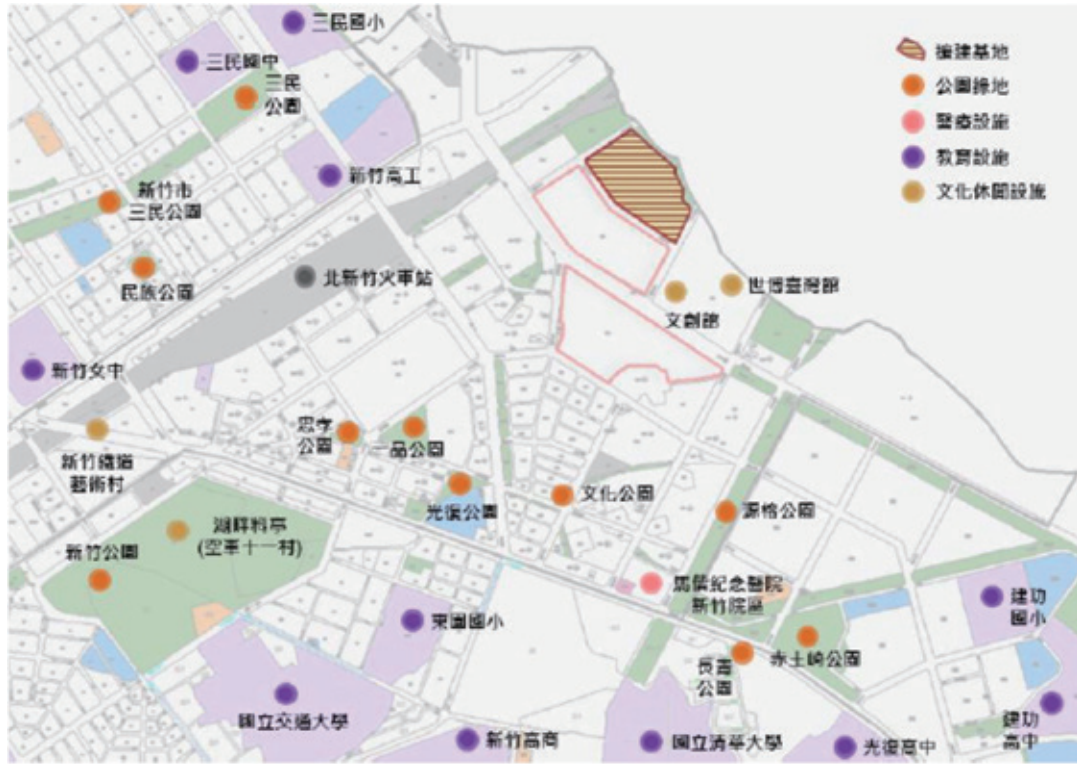 三民國小
三民國中
三民
公園
新竹高工
新竹市
三民公園
民族公園
北新竹火車站
擴建基地
公園綠地
醫療設施
教育設施
文化休閒設施
世博臺灣館
文創館
新竹女中
新竹鐵道
藝術村
忠孝
公園
一品公園
光復公園
文化公園
源格公園
湖畔料亭
(空軍十一村)
新竹公園
馬偕紀念醫院
新竹院區
東園國小
建功
國小
長春
公園
赤土崎公園
國立交通大學
新竹高商
國立清華大學
光復高中
建功
高中